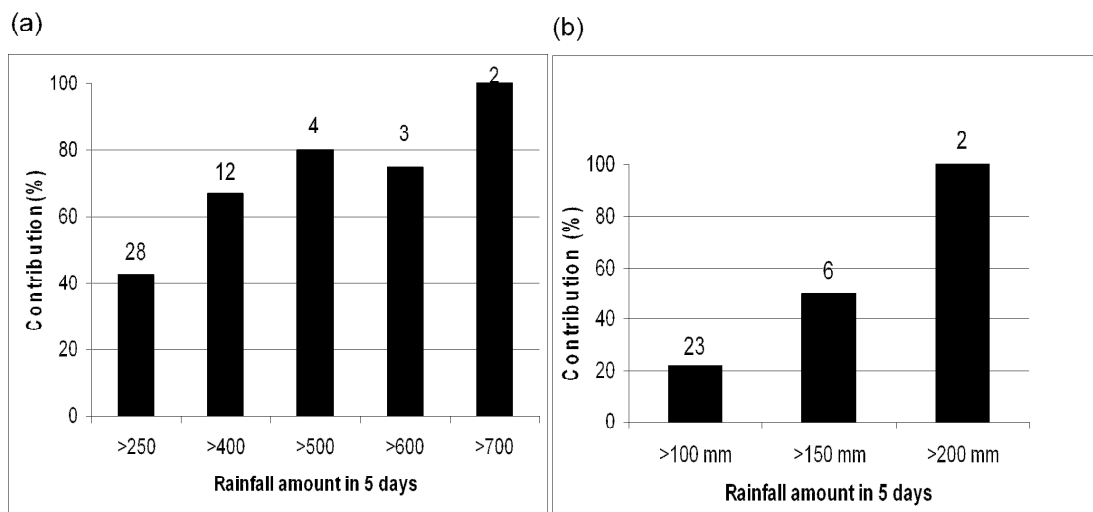 (a)
100
80
60
40
20
0
Contribution (%)
28
12
4
3
2
>250 >400 >500 >600 >700
Rainfall amount in 5 days
(b)
100
80
60
40
20
0
Contribution (%)
23
6
2
>100 mm >150 mm >200 mm
Rainfall amount in 5 days